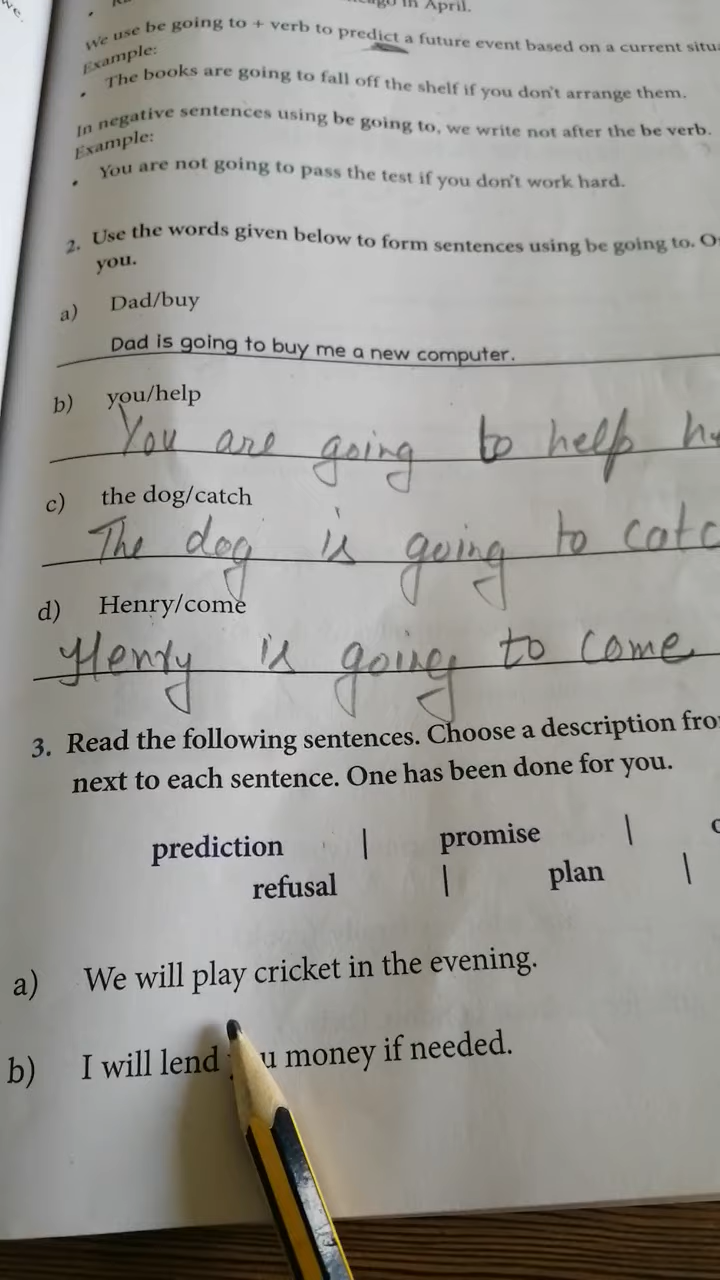 in April.
We use be going to + verb to predict a future event based on a current
Example:
• The books are going to fall off the shelf if you don't arrange them.
In negative sentences using be going to, we write not after the be verb.
Example:
• You are not going to pass the test if you don't work hard.
2. Use the words given below to form sentences using be going to.
you.
a) Dad/buy
Dad is going to buy me a new computer.
b) you/help
You are going to help
c) the dog/catch
The dog is going to catc
d) Henry/come
Henry is going to come
3. Read the following sentences. Choose a description
next to each sentence. One has been done for you.
prediction | promise |
refusal | plan |
a) We will play cricket in the evening.
b) I will lend money if needed.